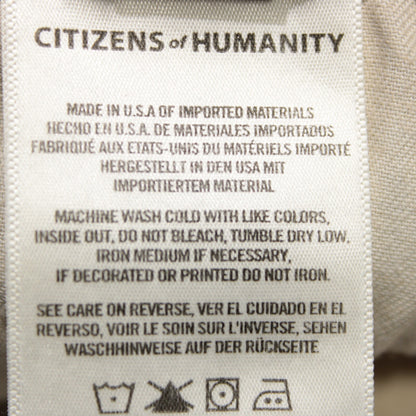 CITIZENS of HUMANITY
MADE IN U.S.A OF IMPORTED MATERIALS
HECHO EN U.S.A. DE MATERIALES IMPORTADOS
FABRIQUÉ AUX ETATS-UNIS DU MATÉRIELS IMPORTÉ
HERGESTELLT IN DEN USA MIT
IMPORTIERTEM MATERIAL
MACHINE WASH COLD WITH LIKE COLORS,
INSIDE OUT, DO NOT BLEACH, TUMBLE DRY LOW.
IRON MEDIUM IF NECESSARY,
IF DECORATED OR PRINTED DO NOT IRON.
SEE CARE ON REVERSE, VER EL CUIDADO EN EL
REVERSO, VOIR LE SOIN SUR L'INVERSE, SEHEN
WASCHHINWEISE AUF DER RÜCKSEITE